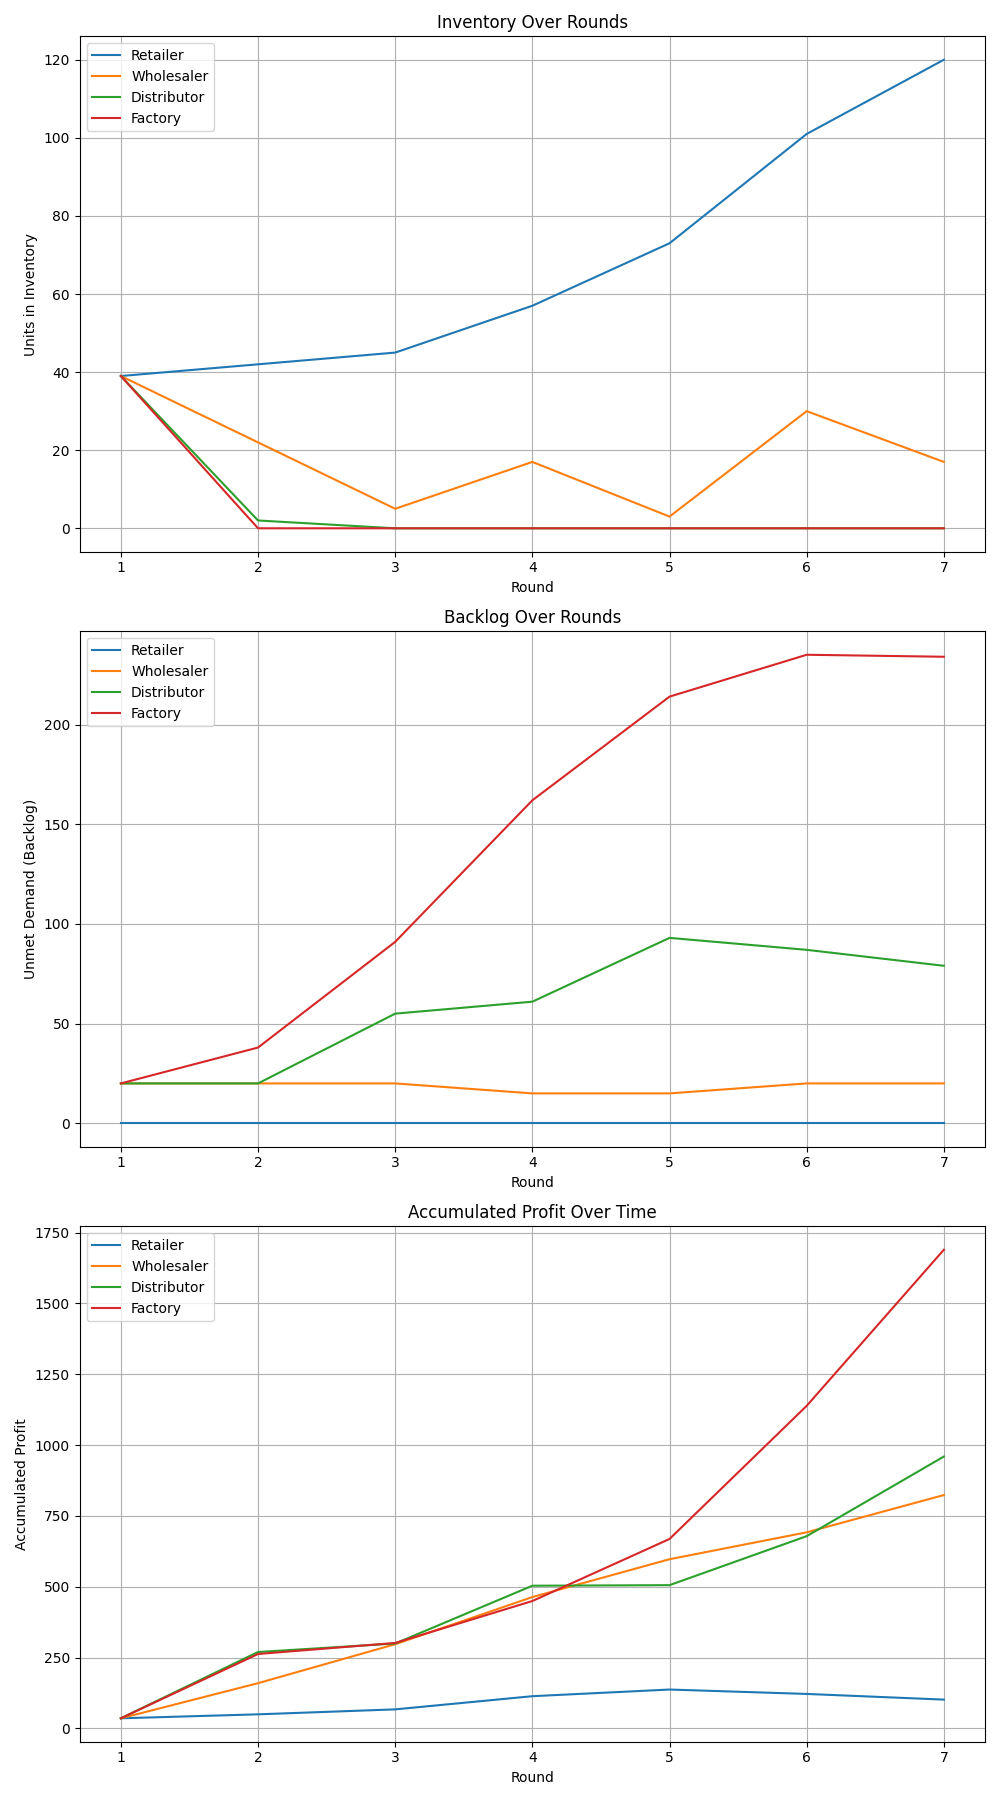 Inventory Over Rounds
Retailer
Wholesaler
Distributor
Factory
120
100
80
60
40
20
0
Units in Inventory
1 2 3 4 5 6 7
Round
Backlog Over Rounds
Retailer
Wholesaler
Distributor
Factory
200
150
100
50
0
Unmet Demand (Backlog)
1 2 3 4 5 6 7
Round
Accumulated Profit Over Time
Retailer
Wholesaler
Distributor
Factory
1750
1500
1250
1000
750
500
250
0
Accumulated Profit
1 2 3 4 5 6 7
Round